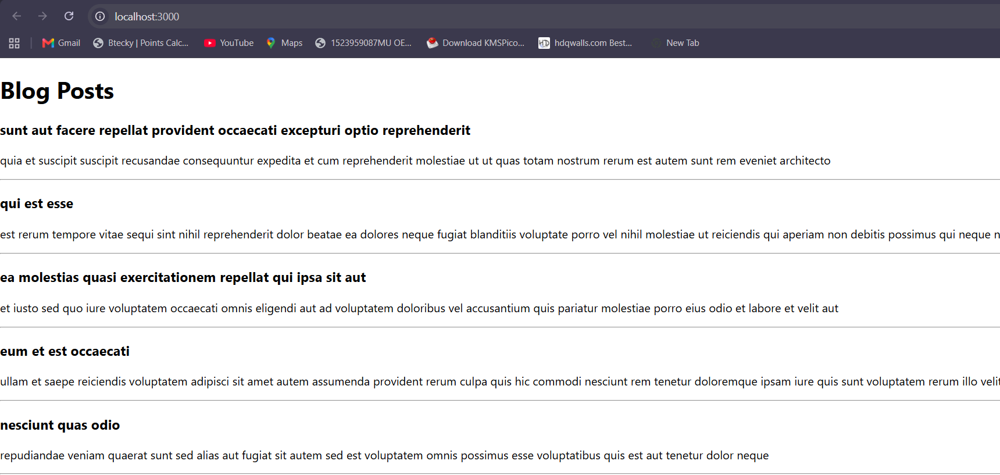 localhost:3000
Gmail Btecky | Points Calc... YouTube Maps 1523959087MU OE... Download KMSPico... hdqwalls.com Best... New Tab
Blog Posts
sunt aut facere repellat provident occaecati excepturi optio reprehenderit
quia et suscipit suscipit recusandae consequuntur expedita et cum reprehenderit molestiae ut ut quas totam nostrum rerum est autem sunt rem eveniet architecto
qui est esse
est rerum tempore vitae sequi sint nihil reprehenderit dolor beatae ea dolores neque fugiat blanditiis voluptate porro vel nihil molestiae ut reiciendis qui aperiam non debitis possimus qui neque n
ea molestias quasi exercitationem repellat qui ipsa sit aut
et iusto sed quo iure voluptatem occaecati omnis eligendi aut ad voluptatem doloribus vel accusantium quis pariatur molestiae porro eius odio et labore et velit aut
eum et est occaecati
ullam et saepe reiciendis voluptatem adipisci sit amet autem assumenda provident rerum culpa quis hic commodi nesciunt rem tenetur doloremque ipsam iure quis sunt voluptatem rerum illo velit
nesciunt quas odio
repudiandae veniam quaerat sunt sed alias aut fugiat sit autem sed est voluptatem omnis possimus esse voluptatibus quis est aut tenetur dolor neque